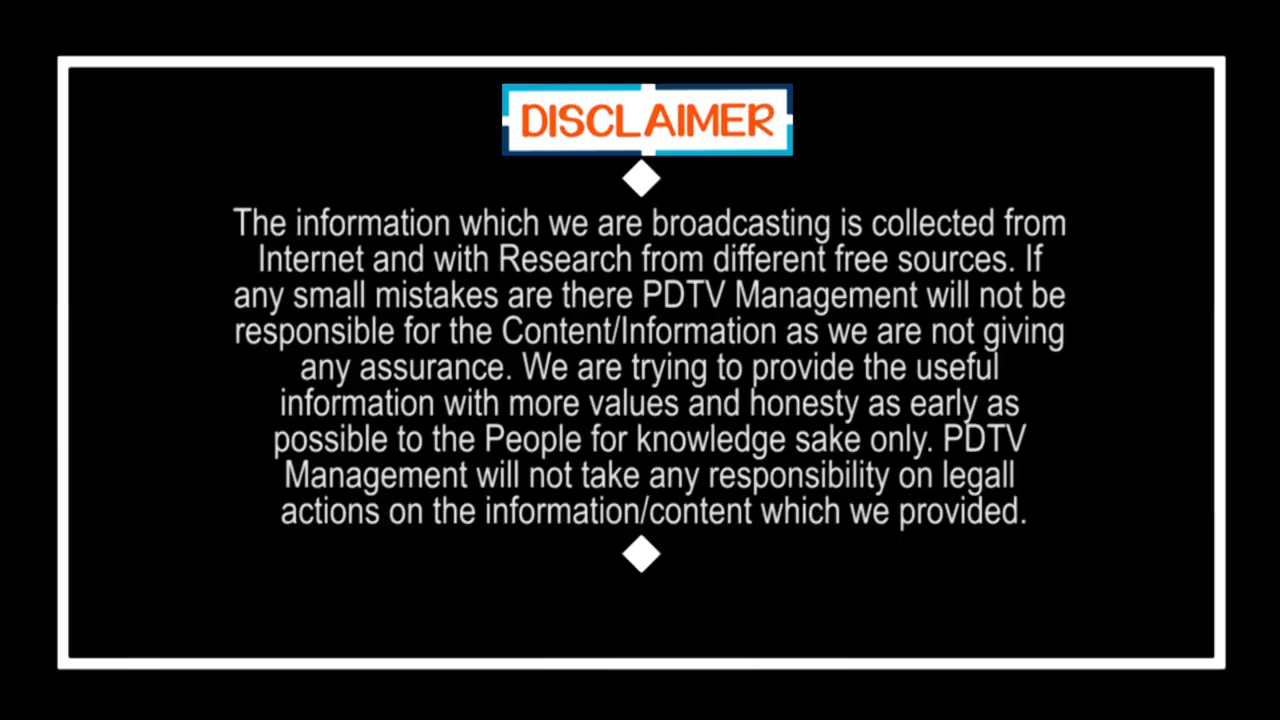 DISCLAIMER
The information which we are broadcasting is collected from
Internet and with Research from different free sources. If
any small mistakes are there PDTV Management will not be
responsible for the Content/Information as we are not giving
any assurance. We are trying to provide the useful
information with more values and honesty as early as
possible to the People for knowledge sake only. PDTV
Management will not take any responsibility on legall
actions on the information/content which we provided.